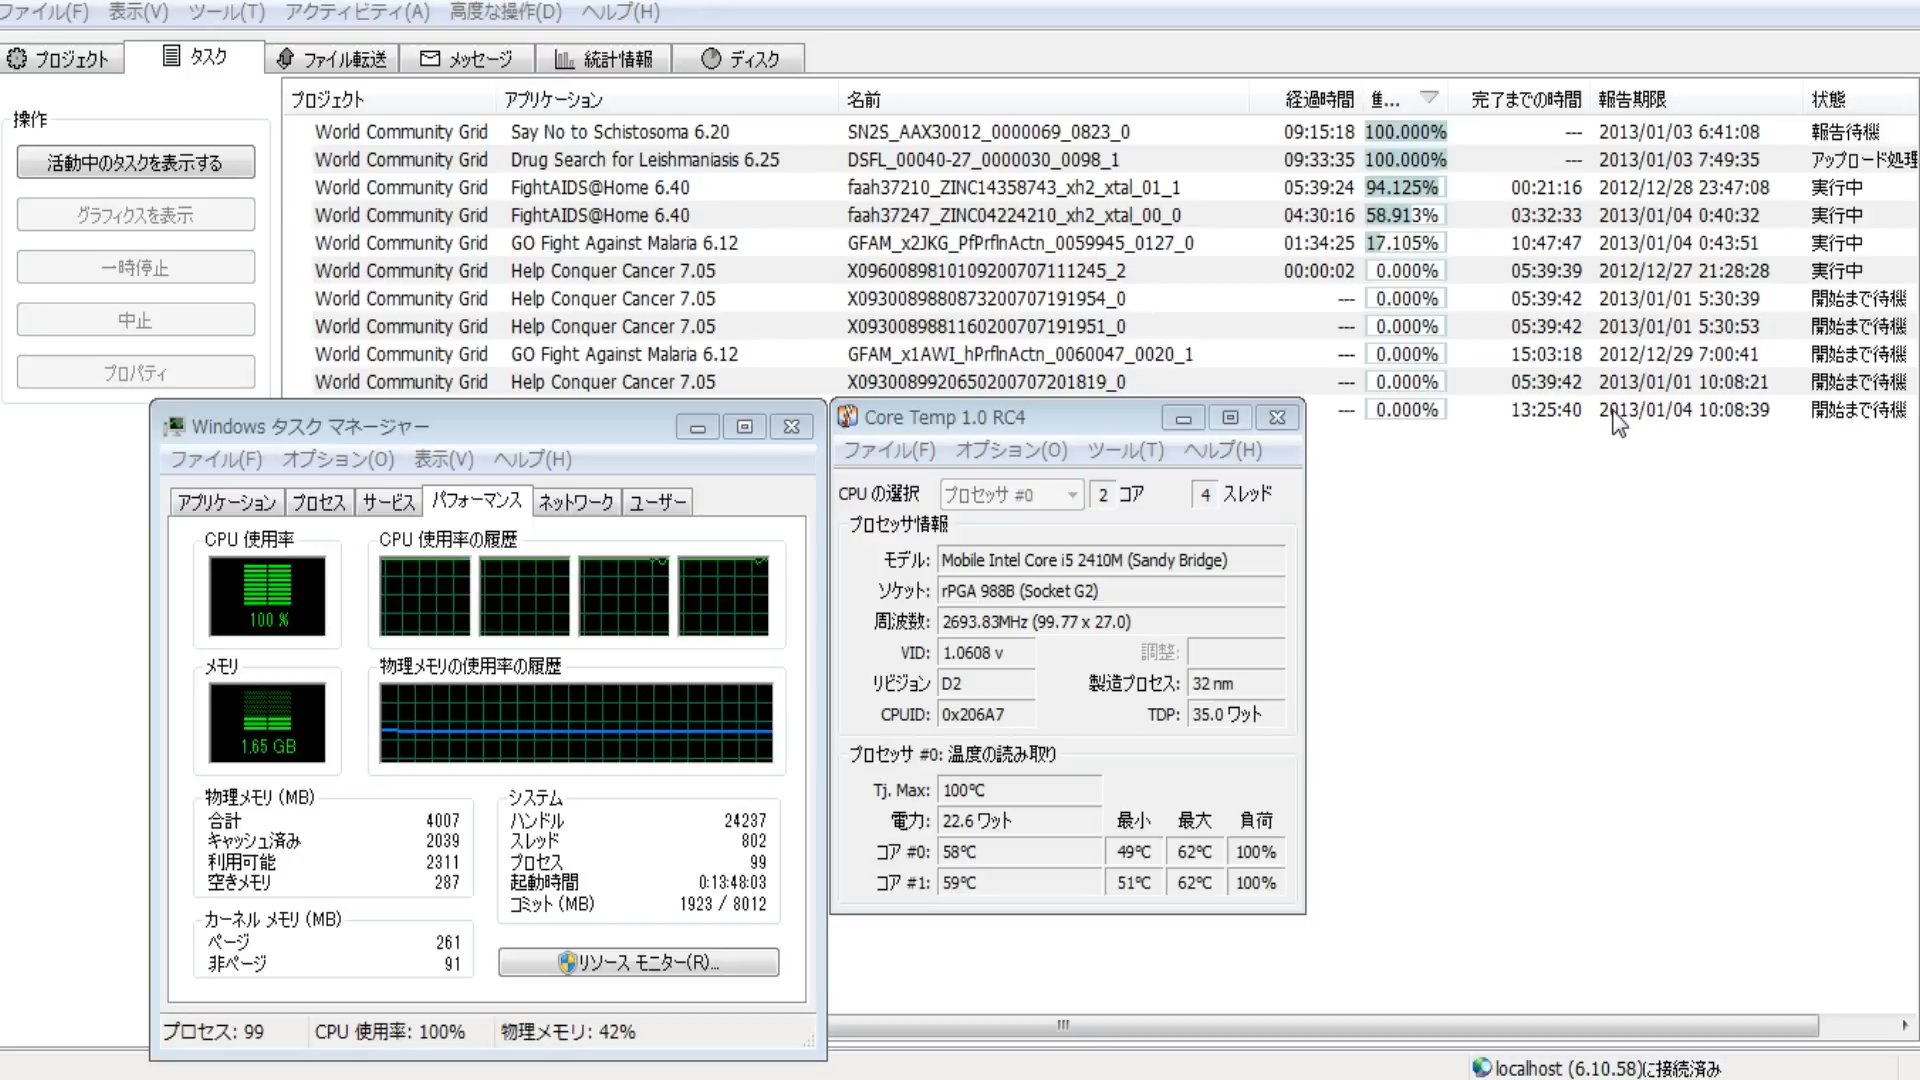 ファイル(F) 表示(V) ツール(T) アクティビティ(A) 高度な操作(D) ヘルプ(H)
プロジェクト タスク ファイル転送 メッセージ 統計情報 ディスク
操作
活動中のタスクを表示する
グラフィクスを表示
一時停止
中止
プロパティ
プロジェクト アプリケーション 名前 経過時間 進... 完了までの時間 報告期限 状態
World Community Grid Say No to Schistosoma 6.20 SN2S_AAX30012_0000069_0823_0 09:15:18 100.000% --- 2013/01/03 6:41:08 報告待機
World Community Grid Drug Search for Leishmaniasis 6.25 DSFL_00040-27_0000030_0098_1 09:33:35 100.000% --- 2013/01/03 7:49:35 アップロード処理
World Community Grid FightAIDS@Home 6.40 faah37210_ZINC14358743_xh2_xtal_01_1 05:39:24 94.125% 00:21:16 2012/12/28 23:47:08 実行中
World Community Grid FightAIDS@Home 6.40 faah37247_ZINC04224210_xh2_xtal_00_0 04:30:16 58.913% 03:32:33 2013/01/04 0:40:32 実行中
World Community Grid GO Fight Against Malaria 6.12 GFAM_x2JKG_PfPrflnActn_0059945_0127_0 01:34:25 17.105% 10:47:47 2013/01/04 0:43:51 実行中
World Community Grid Help Conquer Cancer 7.05 X0960089810109200707111245_2 00:00:02 0.000% 05:39:39 2012/12/27 21:28:28 実行中
World Community Grid Help Conquer Cancer 7.05 X0930089880873200707191954_0 --- 0.000% 05:39:42 2013/01/01 5:30:39 開始まで待機
World Community Grid Help Conquer Cancer 7.05 X0930089881160200707191951_0 --- 0.000% 05:39:42 2013/01/01 5:30:53 開始まで待機
World Community Grid GO Fight Against Malaria 6.12 GFAM_x1AWI_hPrflnActn_0060047_0020_1 --- 0.000% 15:03:18 2012/12/29 7:00:41 開始まで待機
World Community Grid Help Conquer Cancer 7.05 X0930089920650200707201819_0 --- 0.000% 05:39:42 2013/01/01 10:08:21 開始まで待機
--- 0.000% 13:25:40 2013/01/04 10:08:39 開始まで待機
Windows タスク マネージャー
ファイル(F) オプション(O) 表示(V) ヘルプ(H)
アプリケーション プロセス サービス パフォーマンス ネットワーク ユーザー
CPU 使用率 CPU 使用率の履歴
100 %
メモリ 物理メモリの使用率の履歴
1.65 GB
物理メモリ (MB)
合計 4007
キャッシュ済み 2039
利用可能 2311
空きメモリ 287
カーネル メモリ (MB)
ページ 261
非ページ 91
システム
ハンドル 24237
スレッド 802
プロセス 99
起動時間 0:13:48:03
コミット (MB) 1923 / 8012
リソース モニター(R)...
プロセス: 99 CPU 使用率: 100% 物理メモリ: 42%
Core Temp 1.0 RC4
ファイル(F) オプション(O) ツール(T) ヘルプ(H)
CPU の選択 プロセッサ #0 2 コア 4 スレッド
プロセッサ情報
モデル: Mobile Intel Core i5 2410M (Sandy Bridge)
ソケット: rPGA 988B (Socket G2)
周波数: 2693.83MHz (99.77 x 27.0)
VID: 1.0608 v 調整:
リビジョン D2 製造プロセス: 32 nm
CPUID: 0x206A7 TDP: 35.0 ワット
プロセッサ #0: 温度の読み取り
Tj. Max: 100℃
電力: 22.6 ワット 最小 最大 負荷
コア #0: 58℃ 49℃ 62℃ 100%
コア #1: 59℃ 51℃ 62℃ 100%
localhost (6.10.58)に接続済み